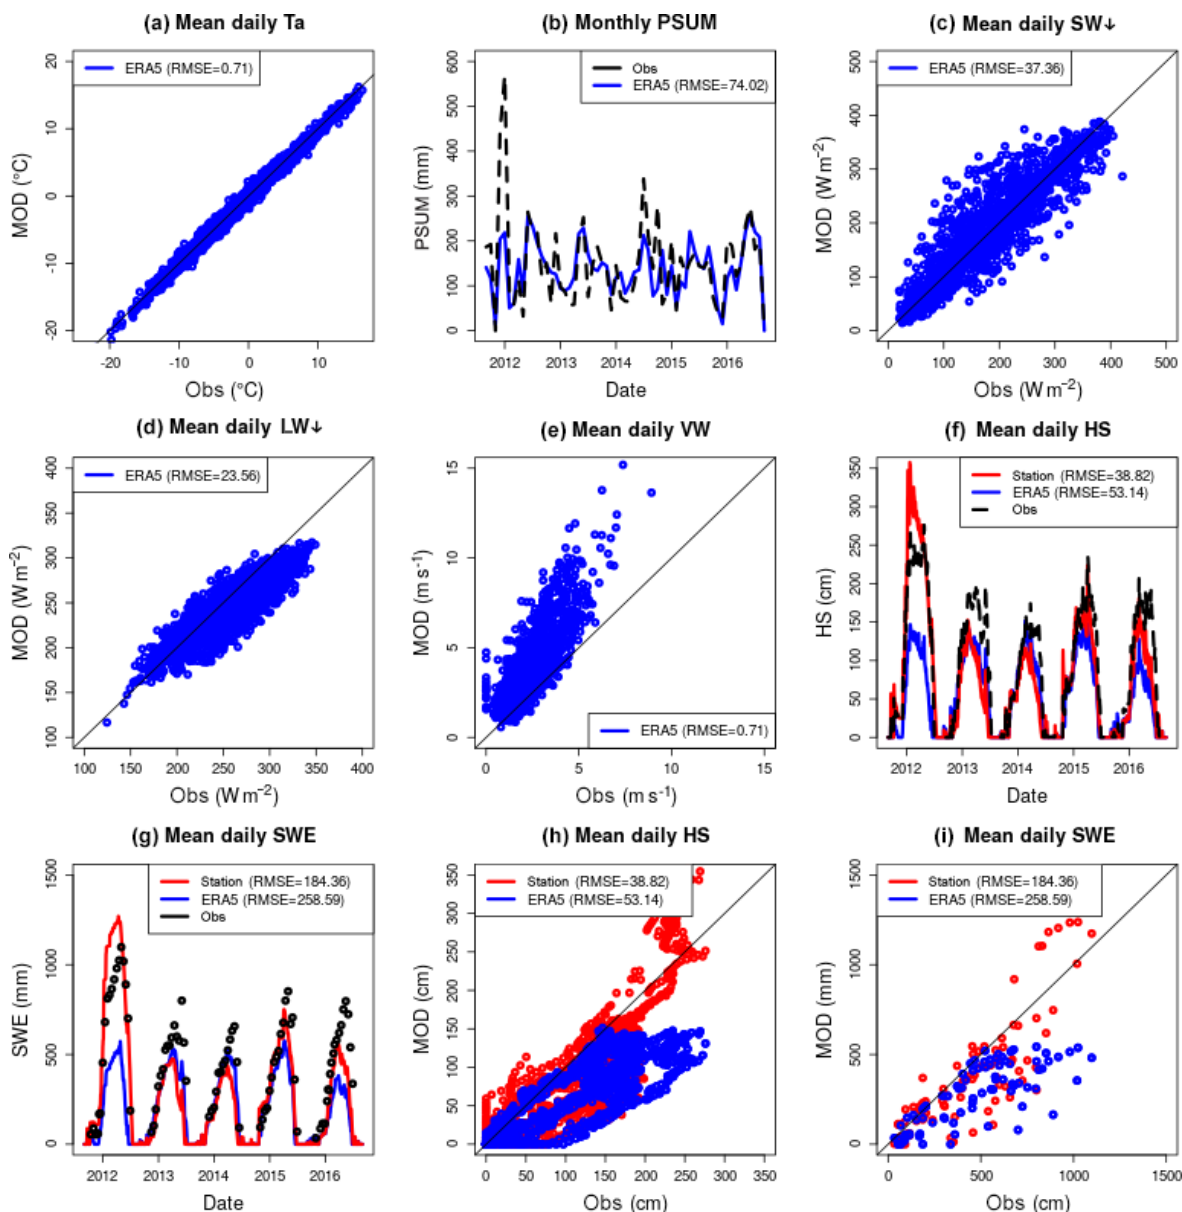 (a) Mean daily Ta
ERA5 (RMSE=0.71)
MOD (°C)
-20 -10 0 10 20
-20 -10 0 10
Obs (°C)
(b) Monthly PSUM
Obs
ERA5 (RMSE=74.02)
PSUM (mm)
0 100 200 300 400 500 600
2012 2013 2014 2015 2016
Date
(c) Mean daily SW↓
ERA5 (RMSE=37.36)
MOD (W m−2)
0 100 200 300 400 500
0 100 200 300 400 500
Obs (W m−2)
(d) Mean daily LW↓
ERA5 (RMSE=23.56)
MOD (W m−2)
100 150 200 250 300 350 400
100 150 200 250 300 350 400
Obs (W m−2)
(e) Mean daily VW
ERA5 (RMSE=0.71)
MOD (m s-1)
0 5 10 15
0 5 10 15
Obs (m s-1)
(f) Mean daily HS
Station (RMSE=38.82)
ERA5 (RMSE=53.14)
Obs
HS (cm)
0 50 100 150 200 250 300 350
2012 2013 2014 2015 2016
Date
(g) Mean daily SWE
Station (RMSE=184.36)
ERA5 (RMSE=258.59)
Obs
SWE (mm)
0 500 1000 1500
2012 2013 2014 2015 2016
Date
(h) Mean daily HS
Station (RMSE=38.82)
ERA5 (RMSE=53.14)
MOD (cm)
0 50 100 150 200 250 300 350
0 50 100 150 200 250 300 350
Obs (cm)
(i) Mean daily SWE
Station (RMSE=184.36)
ERA5 (RMSE=258.59)
MOD (mm)
0 500 1000 1500
0 500 1000 1500
Obs (cm)